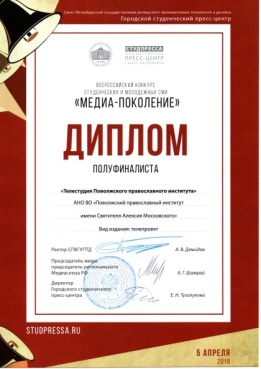 Санкт-Петербургский государственный университет промышленных технологий и дизайна
Городской студенческий пресс-центр
СТУДПРЕССА
ПРЕСС-ЦЕНТР
ВСЕРОССИЙСКИЙ КОНКУРС
СТУДЕНЧЕСКИХ И МОЛОДЕЖНЫХ СМИ
«МЕДИА-ПОКОЛЕНИЕ»
ДИПЛОМ
ПОЛУФИНАЛИСТА
«Телестудия Поволжского православного института»
АНО ВО «Поволжский православный институт
имени Святителя Алексия Московского»
Вид издания: телепроект
Ректор СПбГУПТД
А. В. Демидов
Председатель жюри,
председатель регионального
Медиасоюза РФ
А. Г.
Директор
Городского студенческого
пресс-центра
Е. Н.
STUDPRESSA.RU
5 АПРЕЛЯ